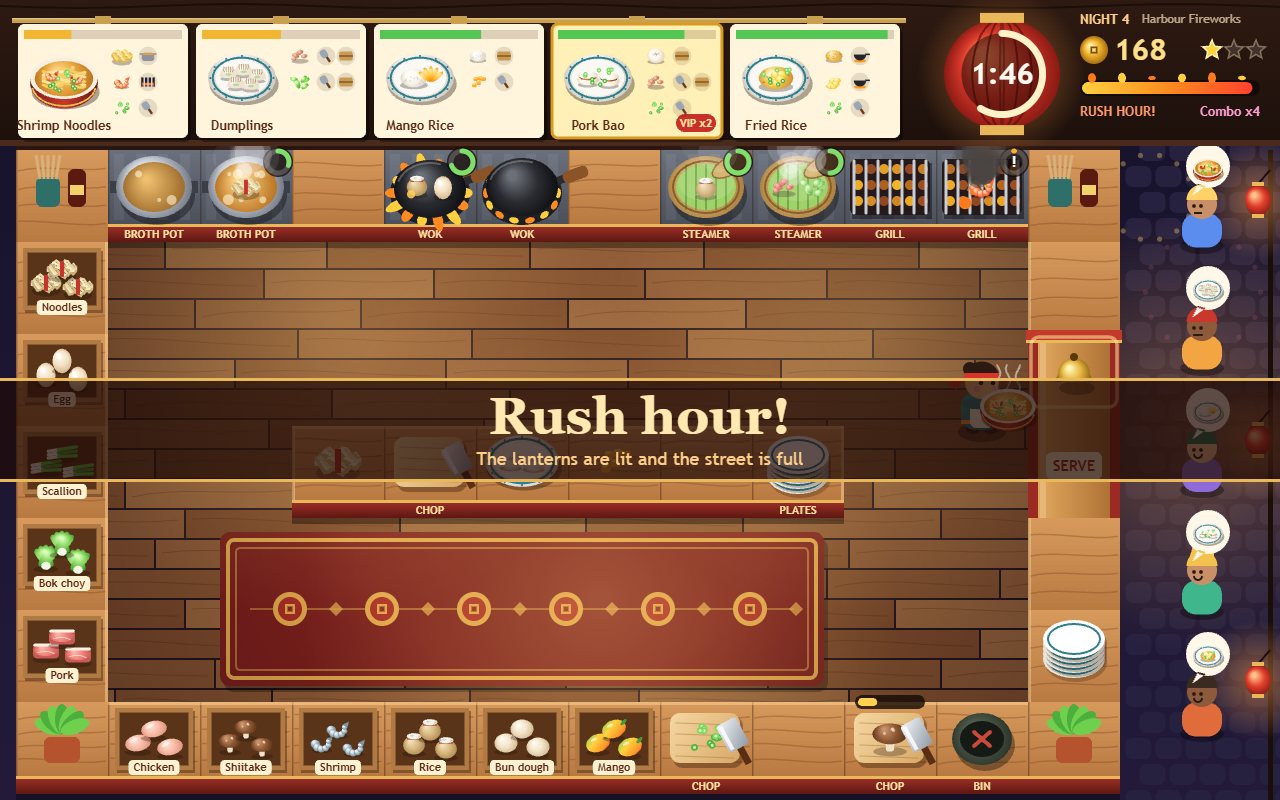 Shrimp Noodles
Dumplings
Mango Rice
Pork Bao
VIP x2
Fried Rice
1:46
NIGHT 4 Harbour Fireworks
168
RUSH HOUR! Combo x4
!
BROTH POT
BROTH POT
WOK
WOK
STEAMER
STEAMER
GRILL
GRILL
Noodles
Egg
Scallion
Bok choy
Pork
Rush hour!
The lanterns are lit and the street is full
SERVE
CHOP
PLATES
Chicken
Shiitake
Shrimp
Rice
Bun dough
Mango
CHOP
CHOP
BIN